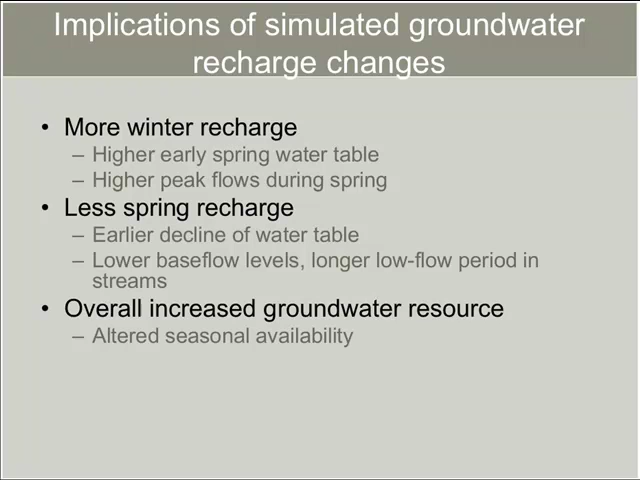 Implications of simulated groundwater
recharge changes
• More winter recharge
– Higher early spring water table
– Higher peak flows during spring
• Less spring recharge
– Earlier decline of water table
– Lower baseflow levels, longer low-flow period in
streams
• Overall increased groundwater resource
– Altered seasonal availability